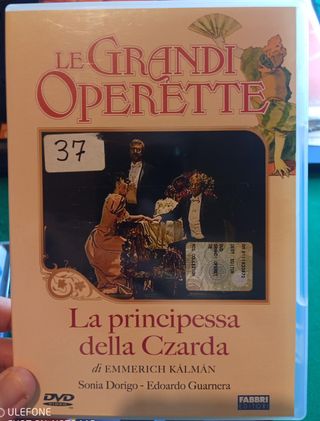 LE GRANDI
OPERETTE
37
La principessa
della Czarda
di EMMERICH KÁLMÁN
Sonia Dorigo - Edoardo Guarnera
DVD
VIDEO
FABBRI
EDITORI
ULEFONE